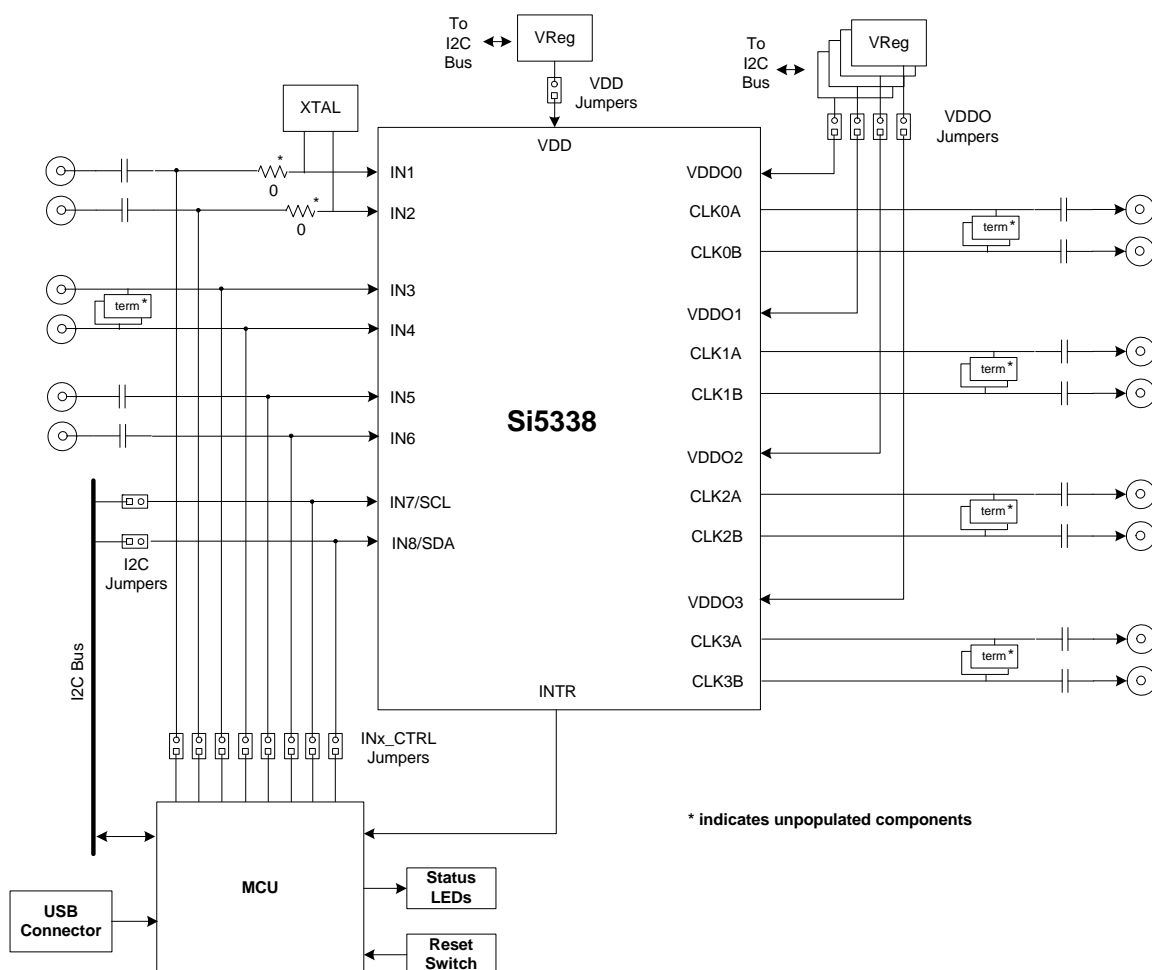 To
I2C
Bus
VReg
VDD
Jumpers
To
I2C
Bus
VReg
VDDO
Jumpers
XTAL
*
0
*
0
term*
VDD
IN1
IN2
IN3
IN4
IN5
IN6
IN7/SCL
IN8/SDA
Si5338
INTR
VDDO0
CLK0A
CLK0B
VDDO1
CLK1A
CLK1B
VDDO2
CLK2A
CLK2B
VDDO3
CLK3A
CLK3B
term*
term*
term*
term*
I2C
Jumpers
I2C Bus
INx_CTRL
Jumpers
* indicates unpopulated components
MCU
USB
Connector
Status
LEDs
Reset
Switch